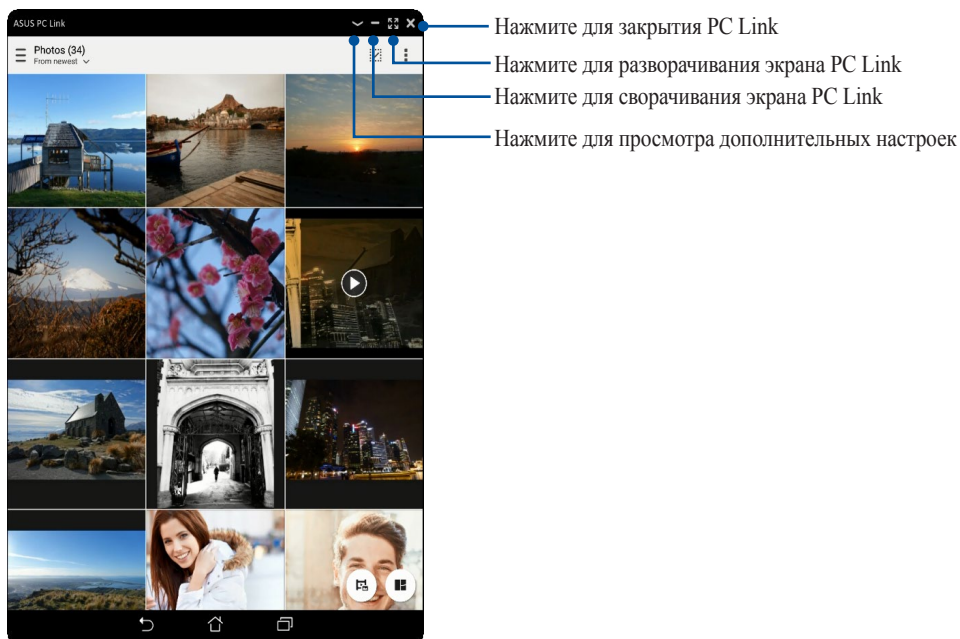 ASUS PC Link
Photos (34)
From newest
Нажмите для закрытия PC Link
Нажмите для разворачивания экрана PC Link
Нажмите для сворачивания экрана PC Link
Нажмите для просмотра дополнительных настроек